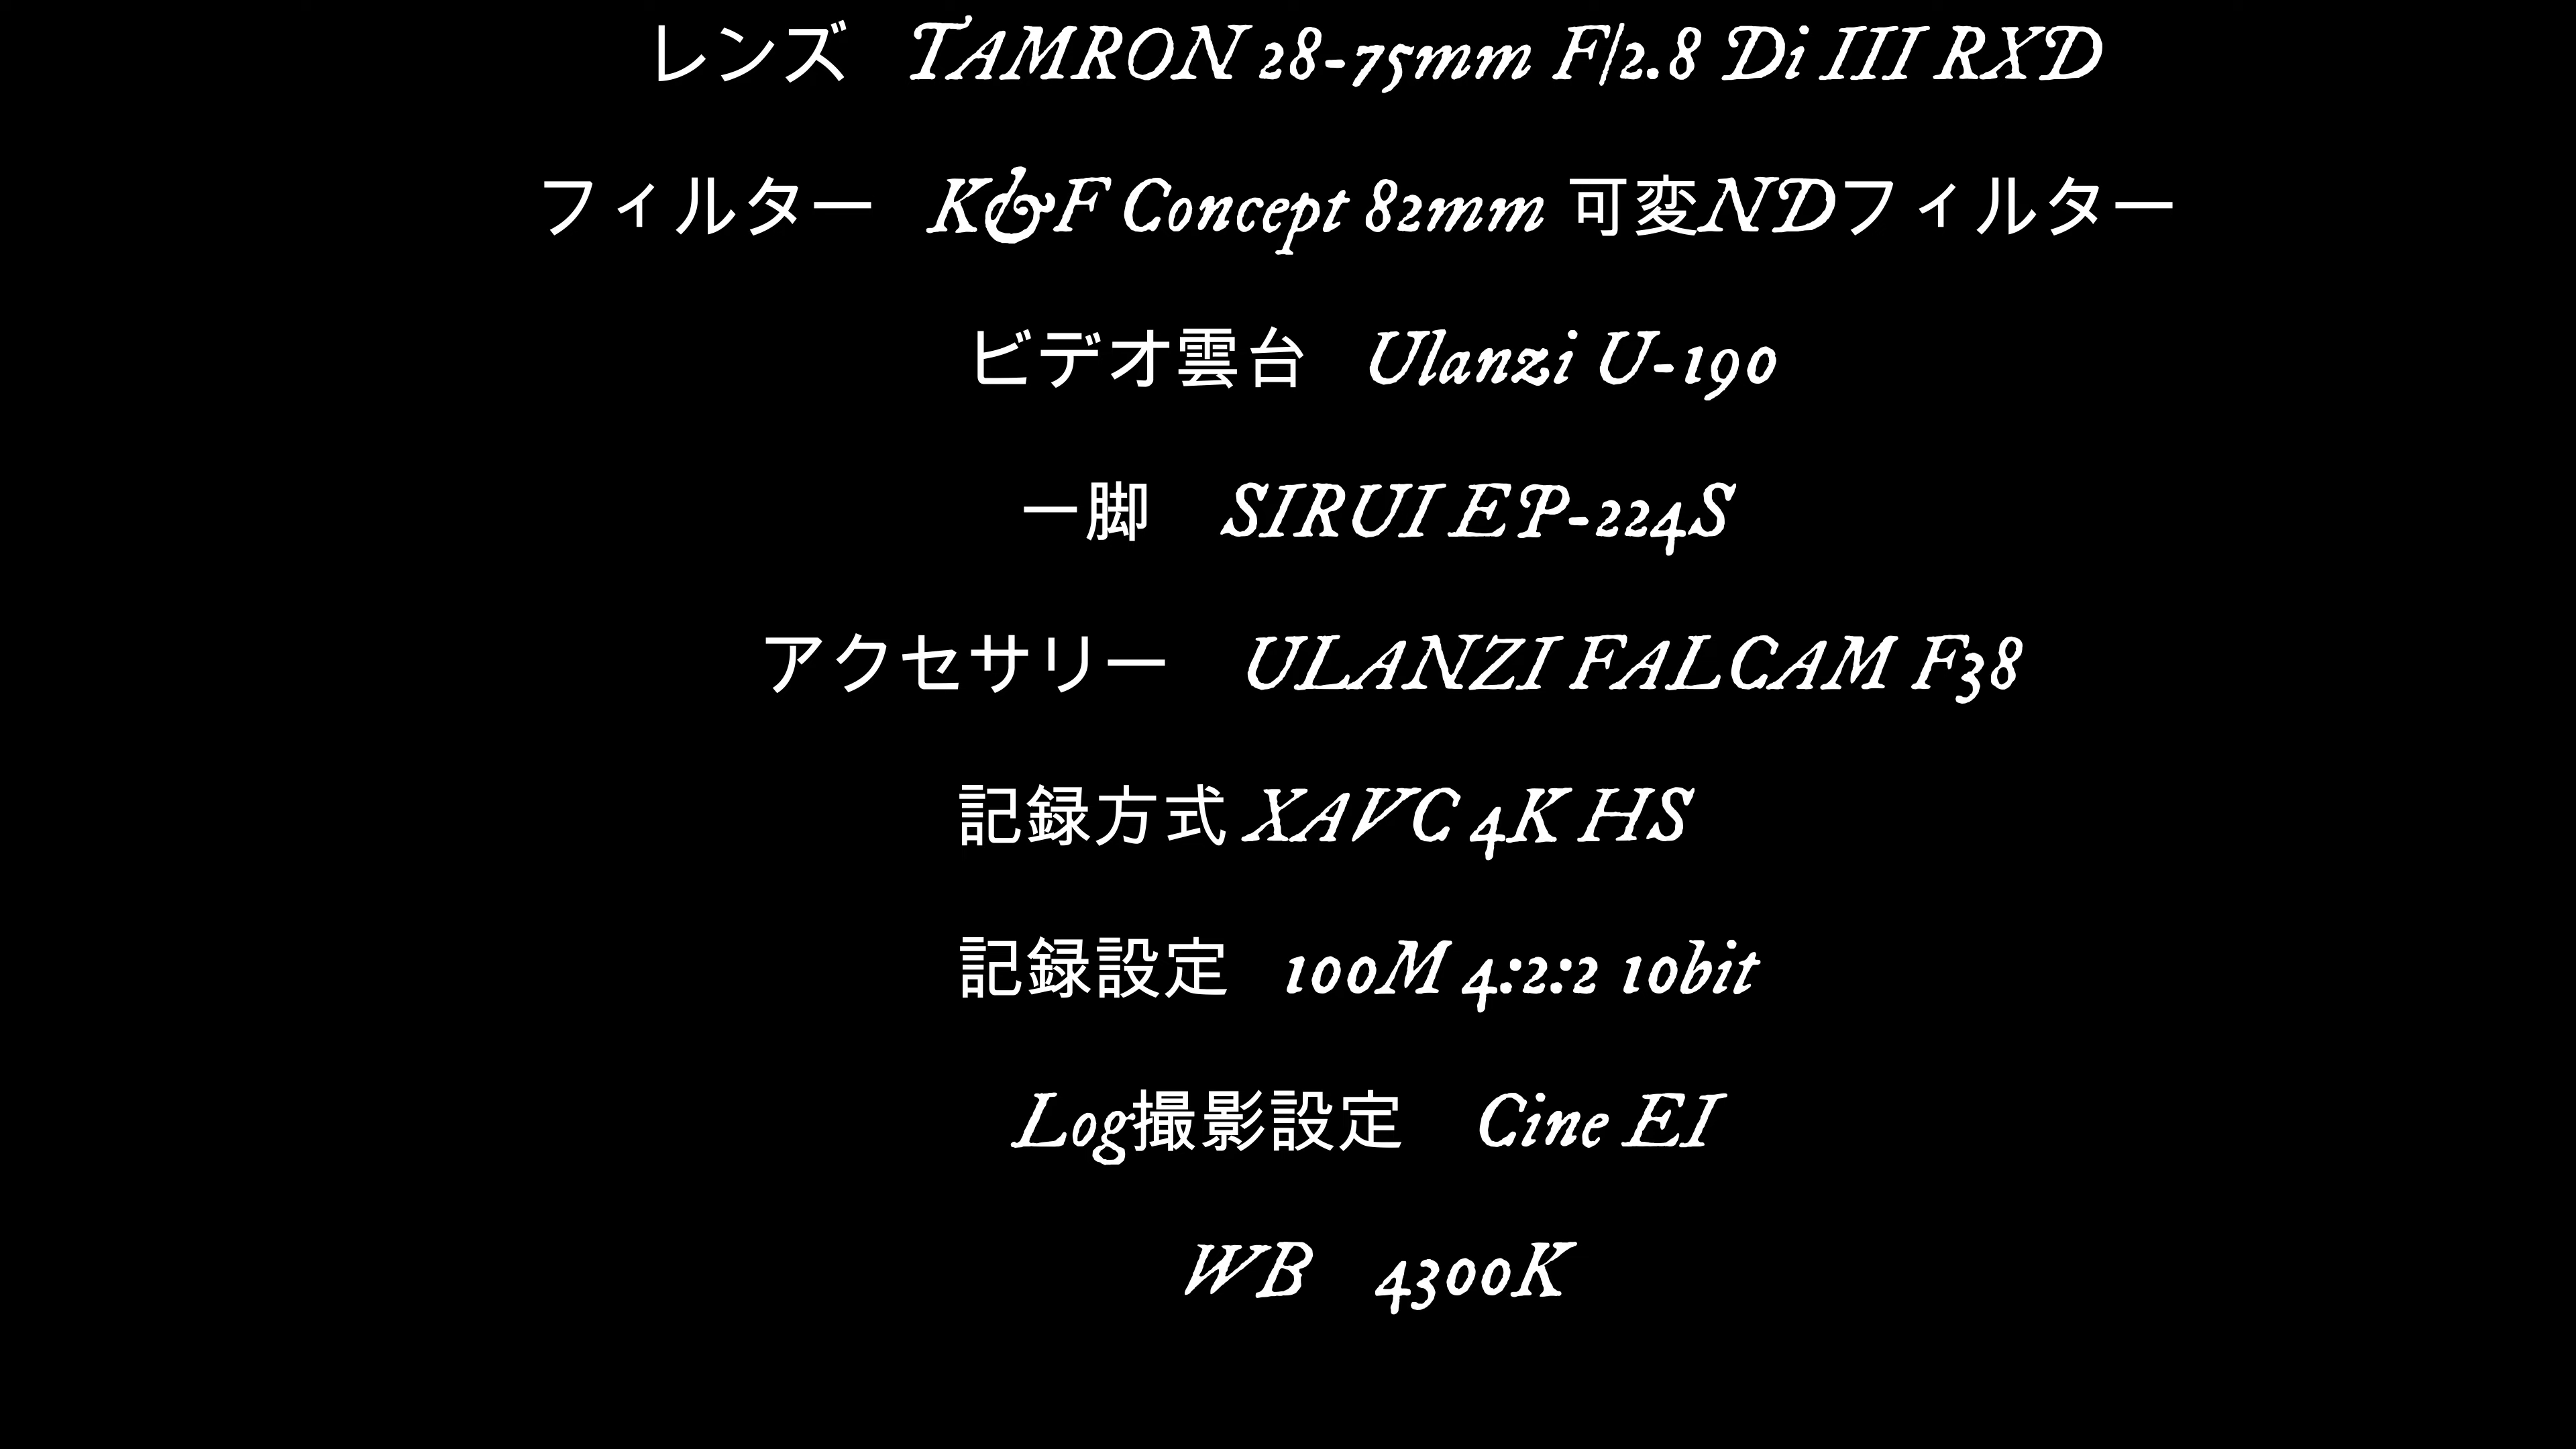 レンズ TAMRON 28-75mm F/2.8 Di III RXD
フィルター K&F Concept 82mm 可変NDフィルター
ビデオ雲台 Ulanzi U-190
一脚 SIRUI EP-224S
アクセサリー ULANZI FALCAM F38
記録方式 XAVC 4K HS
記録設定 100M 4:2:2 10bit
Log撮影設定 Cine EI
WB 4300K